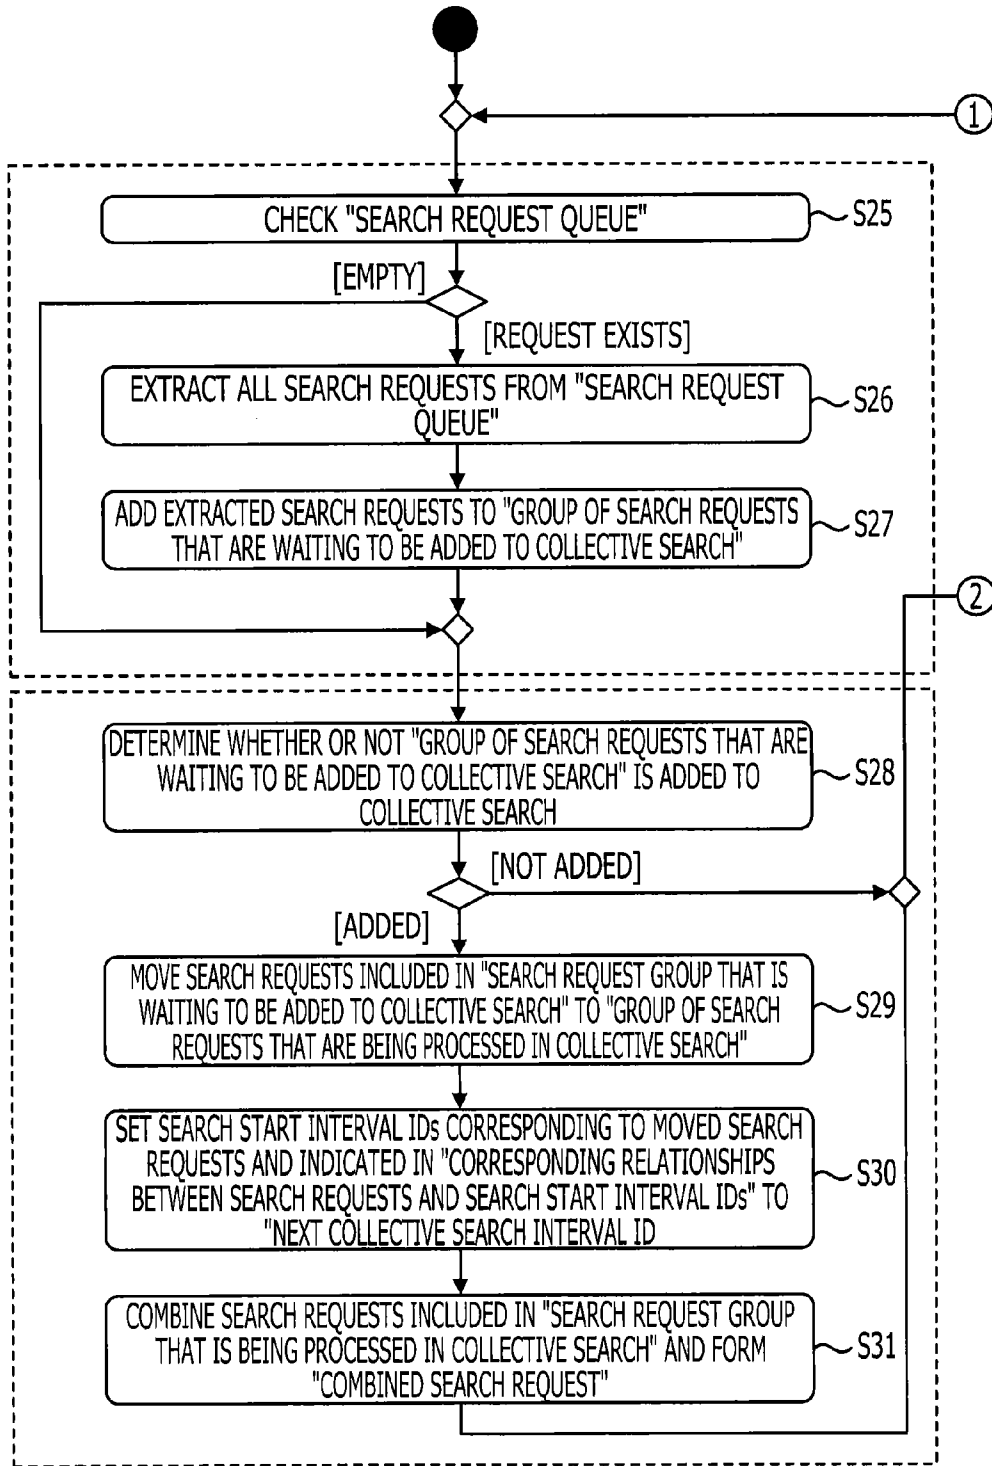 1
CHECK "SEARCH REQUEST QUEUE"
S25
[EMPTY]
[REQUEST EXISTS]
EXTRACT ALL SEARCH REQUESTS FROM "SEARCH REQUEST
QUEUE"
S26
ADD EXTRACTED SEARCH REQUESTS TO "GROUP OF SEARCH REQUESTS
THAT ARE WAITING TO BE ADDED TO COLLECTIVE SEARCH"
S27
2
DETERMINE WHETHER OR NOT "GROUP OF SEARCH REQUESTS THAT ARE
WAITING TO BE ADDED TO COLLECTIVE SEARCH" IS ADDED TO
COLLECTIVE SEARCH
S28
[NOT ADDED]
[ADDED]
MOVE SEARCH REQUESTS INCLUDED IN "SEARCH REQUEST GROUP THAT IS
WAITING TO BE ADDED TO COLLECTIVE SEARCH" TO "GROUP OF SEARCH
REQUESTS THAT ARE BEING PROCESSED IN COLLECTIVE SEARCH"
S29
SET SEARCH START INTERVAL IDs CORRESPONDING TO MOVED SEARCH
REQUESTS AND INDICATED IN "CORRESPONDING RELATIONSHIPS
BETWEEN SEARCH REQUESTS AND SEARCH START INTERVAL IDs" TO
"NEXT COLLECTIVE SEARCH INTERVAL ID
S30
COMBINE SEARCH REQUESTS INCLUDED IN "SEARCH REQUEST GROUP
THAT IS BEING PROCESSED IN COLLECTIVE SEARCH" AND FORM
"COMBINED SEARCH REQUEST"
S31